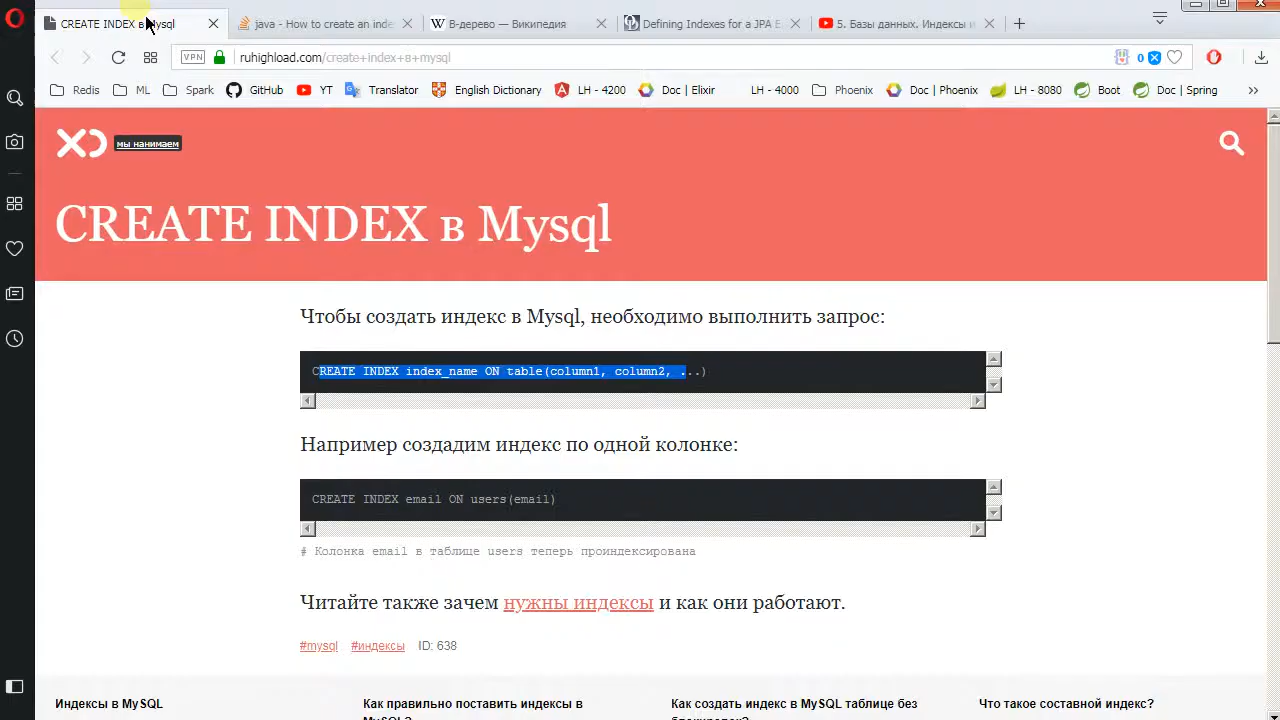 CREATE INDEX в Mysql
java - How to create an inde
В-дерево — Википедия
Defining Indexes for a JPA E
5. Базы данных. Индексы и
VPN
ruhighload.com/create+index+в+mysql
0
Redis
ML
Spark
GitHub
YT
Translator
English Dictionary
LH - 4200
Doc | Elixir
LH - 4000
Phoenix
Doc | Phoenix
LH - 8080
Boot
Doc | Spring
мы нанимаем
CREATE INDEX в Mysql
Чтобы создать индекс в Mysql, необходимо выполнить запрос:
CREATE INDEX index_name ON table(column1, column2, ...)
Например создадим индекс по одной колонке:
CREATE INDEX email ON users(email)
# Колонка email в таблице users теперь проиндексирована
Читайте также зачем нужны индексы и как они работают.
#mysql #индексы ID: 638
Индексы в MySQL
Как правильно поставить индексы в
MySQL?
Как создать индекс в MySQL таблице без
блокировок?
Что такое составной индекс?